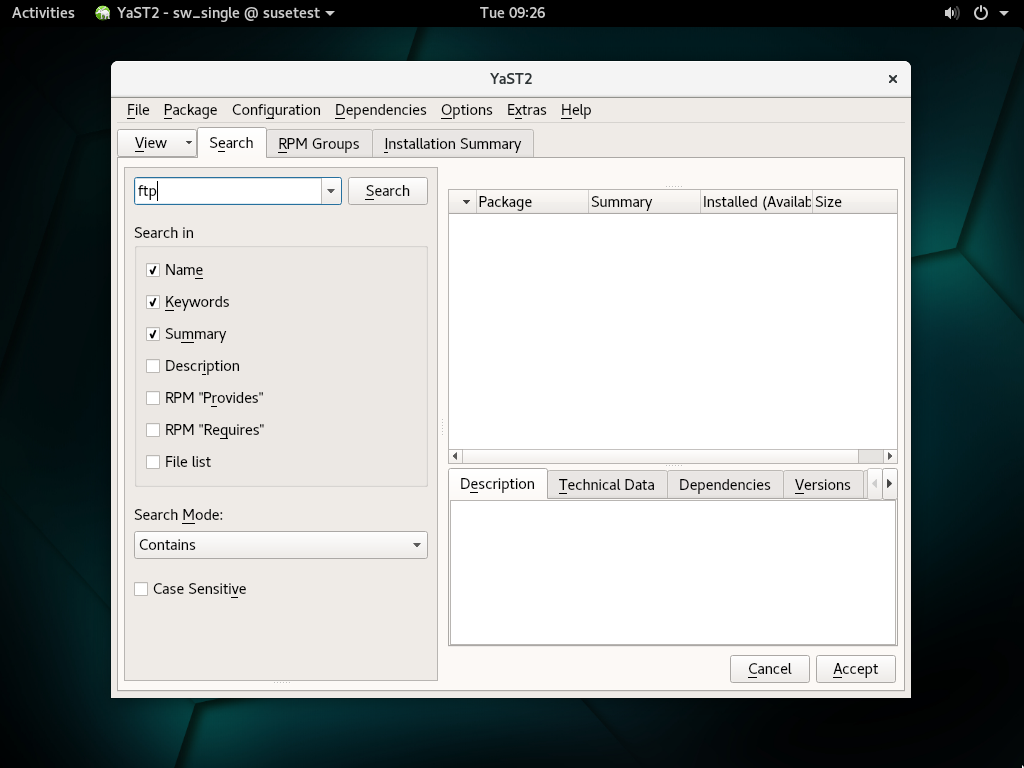 Activities YaST2 - sw_single @ susetest Tue 09:26
YaST2
File Package Configuration Dependencies Options Extras Help
View Search RPM Groups Installation Summary
ftp Search
Package Summary Installed (Availab Size
Search in
Name
Keywords
Summary
Description
RPM "Provides"
RPM "Requires"
File list
Description Technical Data Dependencies Versions
Search Mode:
Contains
Case Sensitive
Cancel Accept